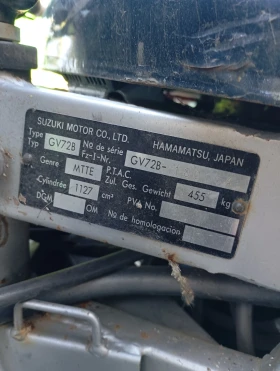 SUZUKI MOTOR CO., LTD. HAMAMATSU, JAPAN
Type No de série
Typ GV72B Fz-I-Nr. GV72B-
Genre MTTE P.T.A.C. Zul. Ges. Gewicht 455 kg
Cylindrée 1127 cm³ PVA No.
DGM OM No de homologacion